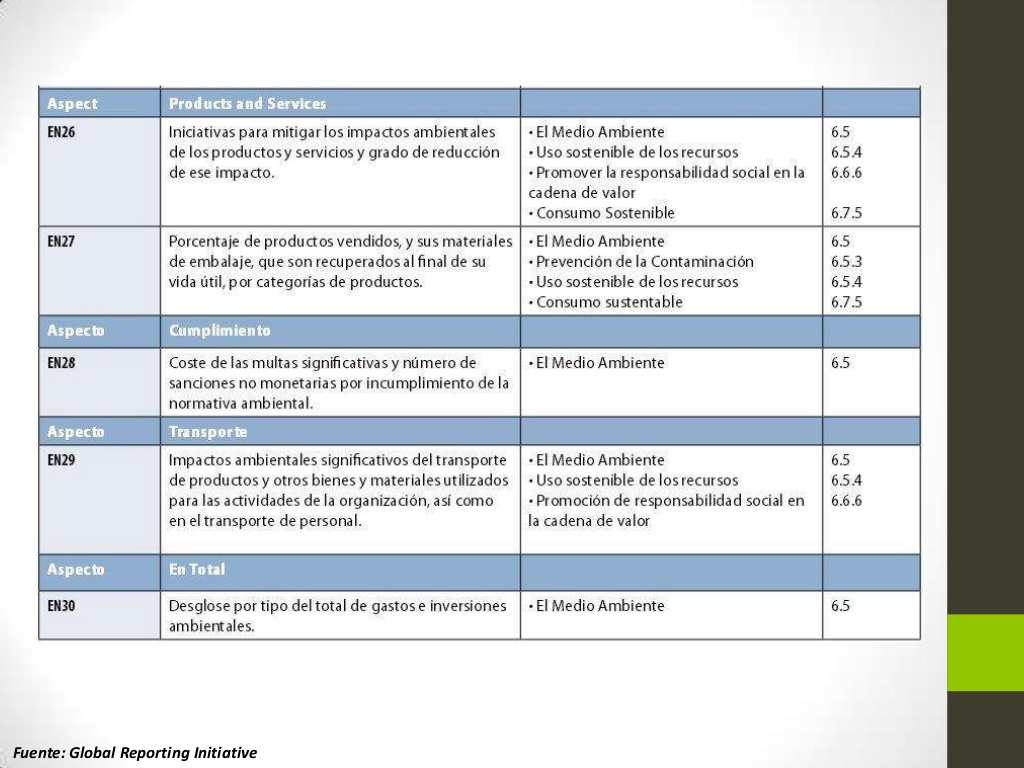 Aspect Products and Services
EN26 Iniciativas para mitigar los impactos ambientales • El Medio Ambiente 6.5
de los productos y servicios y grado de reducción • Uso sostenible de los recursos 6.5.4
de ese impacto. • Promover la responsabilidad social en la 6.6.6
cadena de valor
• Consumo Sostenible 6.7.5
EN27 Porcentaje de productos vendidos, y sus materiales • El Medio Ambiente 6.5
de embalaje, que son recuperados al final de su • Prevención de la Contaminación 6.5.3
vida útil, por categorías de productos. • Uso sostenible de los recursos 6.5.4
• Consumo sustentable 6.7.5
Aspecto Cumplimiento
EN28 Coste de las multas significativas y número de • El Medio Ambiente 6.5
sanciones no monetarias por incumplimiento de la
normativa ambiental.
Aspecto Transporte
EN29 Impactos ambientales significativos del transporte • El Medio Ambiente 6.5
de productos y otros bienes y materiales utilizados • Uso sostenible de los recursos 6.5.4
para las actividades de la organización, así como • Promoción de responsabilidad social en 6.6.6
en el transporte de personal. la cadena de valor
Aspecto En Total
EN30 Desglose por tipo del total de gastos e inversiones • El Medio Ambiente 6.5
ambientales.
Fuente: Global Reporting Initiative